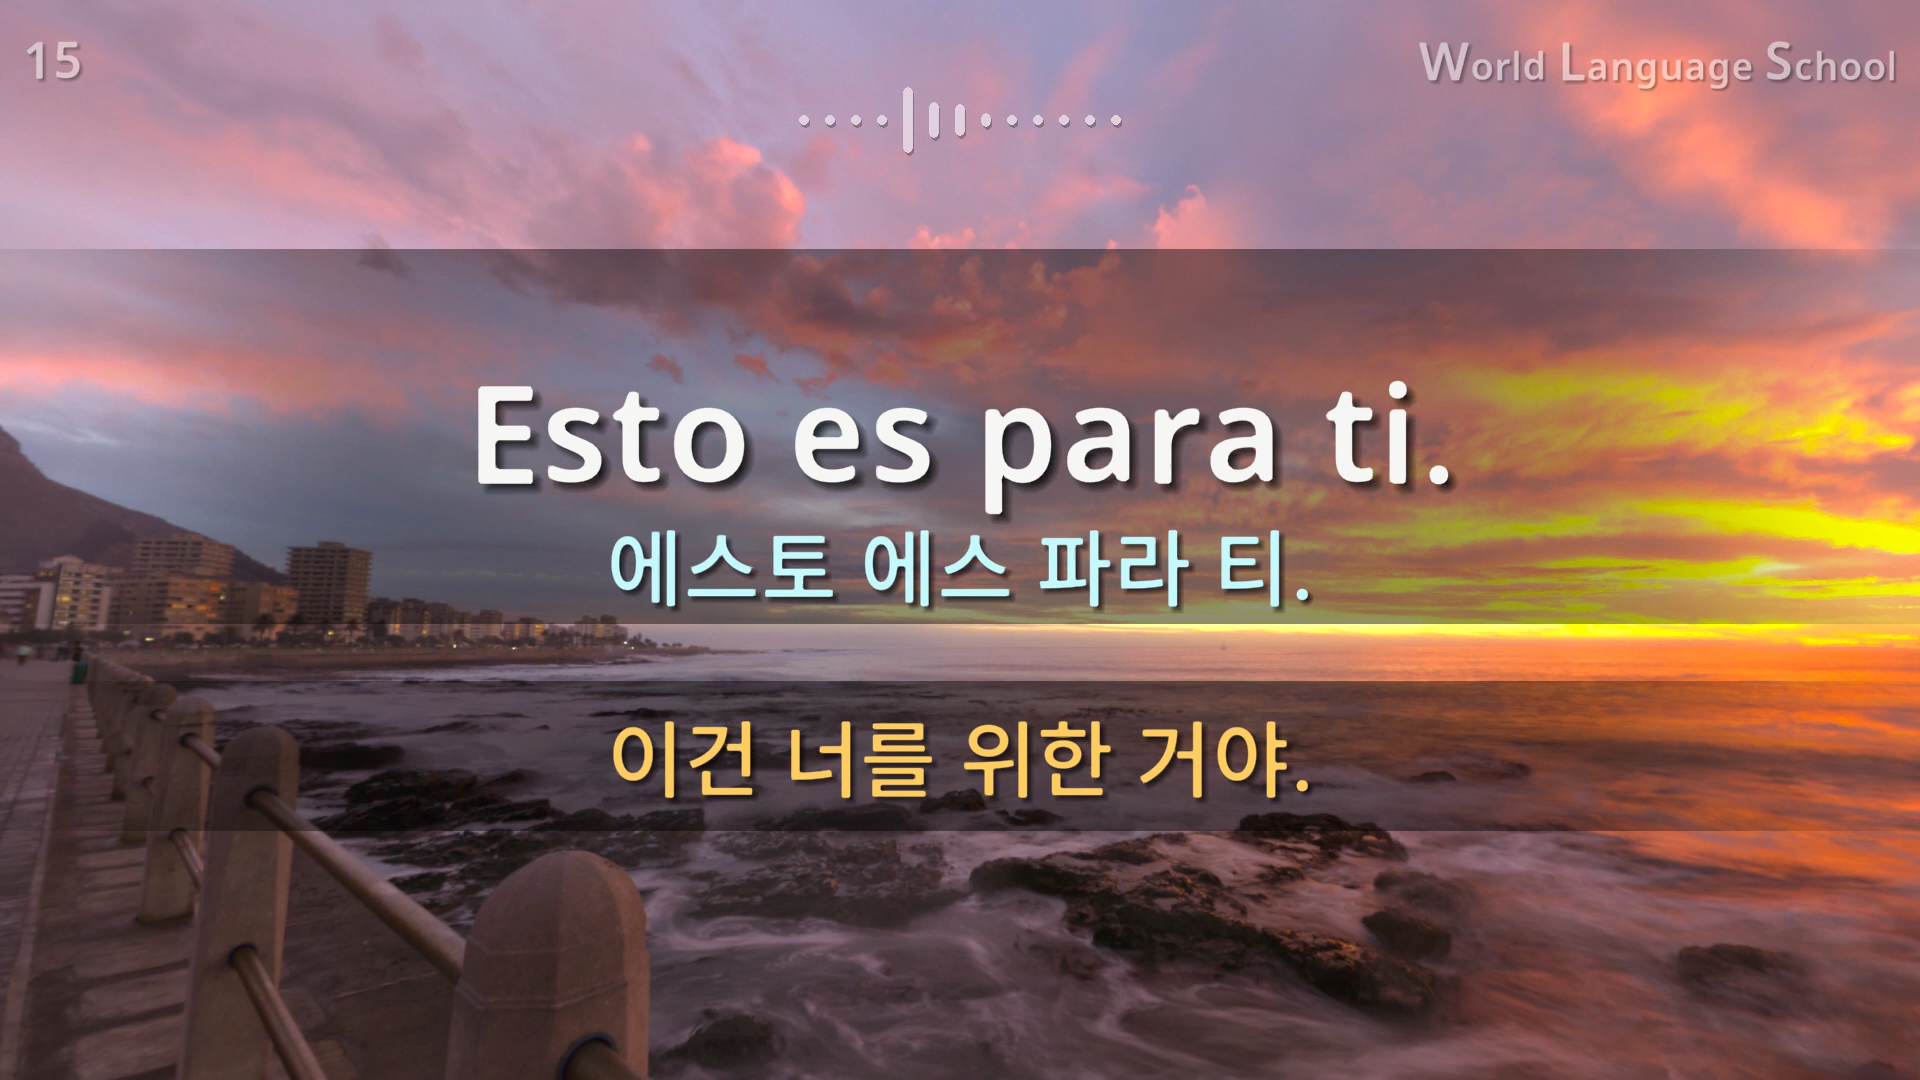 15
World Language School
Esto es para ti.
에스토 에스 파라 티.
이건 너를 위한 거야.